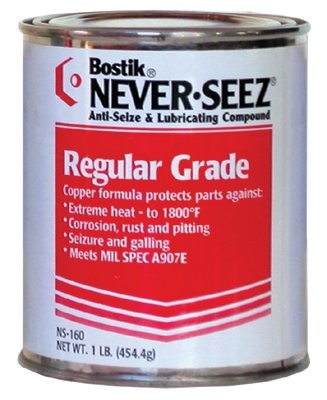 Bostik®
NEVER·SEEZ®
Anti-Seize & Lubricating Compound
Regular Grade
Copper formula protects parts against:
• Extreme heat - to 1800°F
• Corrosion, rust and pitting
• Seizure and galling
• Meets MIL SPEC A907E
NS-160
NET WT. 1 LB. (454.4g)